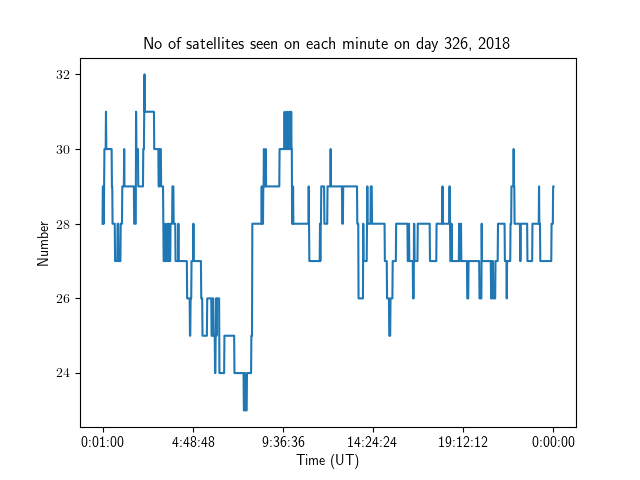 No of satellites seen on each minute on day 326, 2018
32
30
28
26
24
Number
0:01:00 4:48:48 9:36:36 14:24:24 19:12:12 0:00:00
Time (UT)